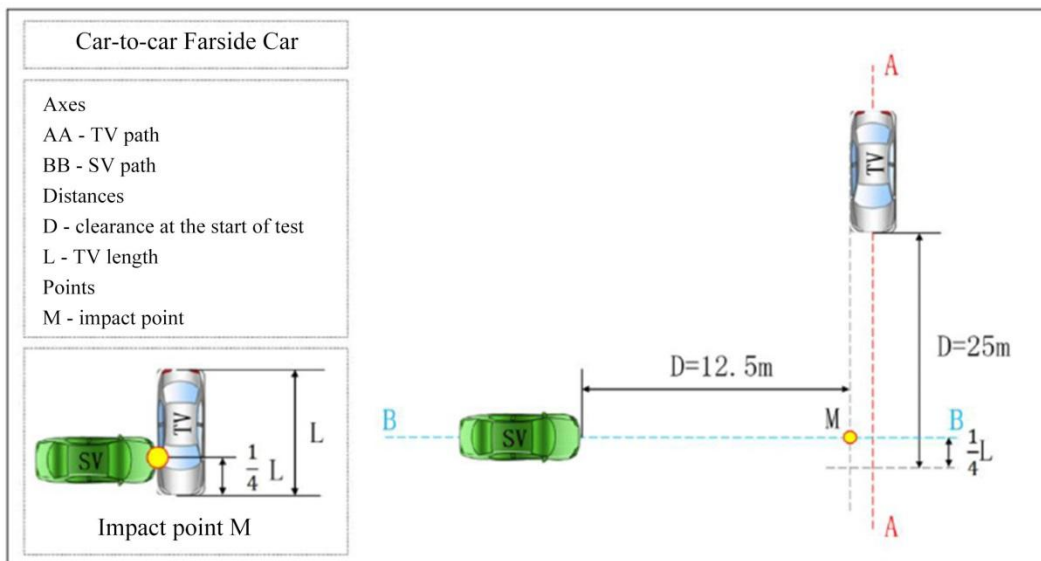 Car-to-car Farside Car
Axes
AA - TV path
BB - SV path
Distances
D - clearance at the start of test
L - TV length
Points
M - impact point
TV
SV
L
1/4 L
Impact point M
A
TV
D=25m
D=12.5m
B
SV
M
B
1/4 L
A